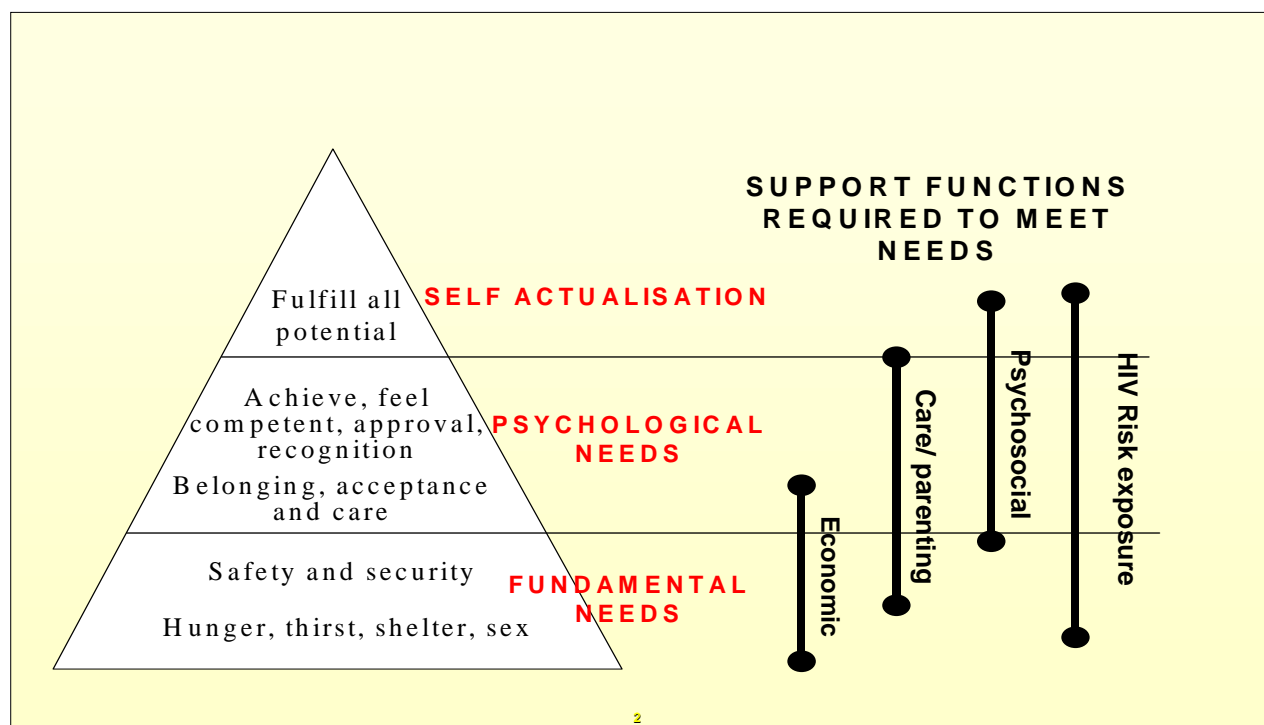 SUPPORT FUNCTIONS
REQUIRED TO MEET
NEEDS
Fulfill all
potential
SELF ACTUALISATION
Achieve, feel
competent, approval,
recognition
Belonging, acceptance
and care
PSYCHOLOGICAL
NEEDS
Safety and security
Hunger, thirst, shelter, sex
FUNDAMENTAL
NEEDS
Economic
Care/ parenting
Psychosocial
HIV Risk exposure
2